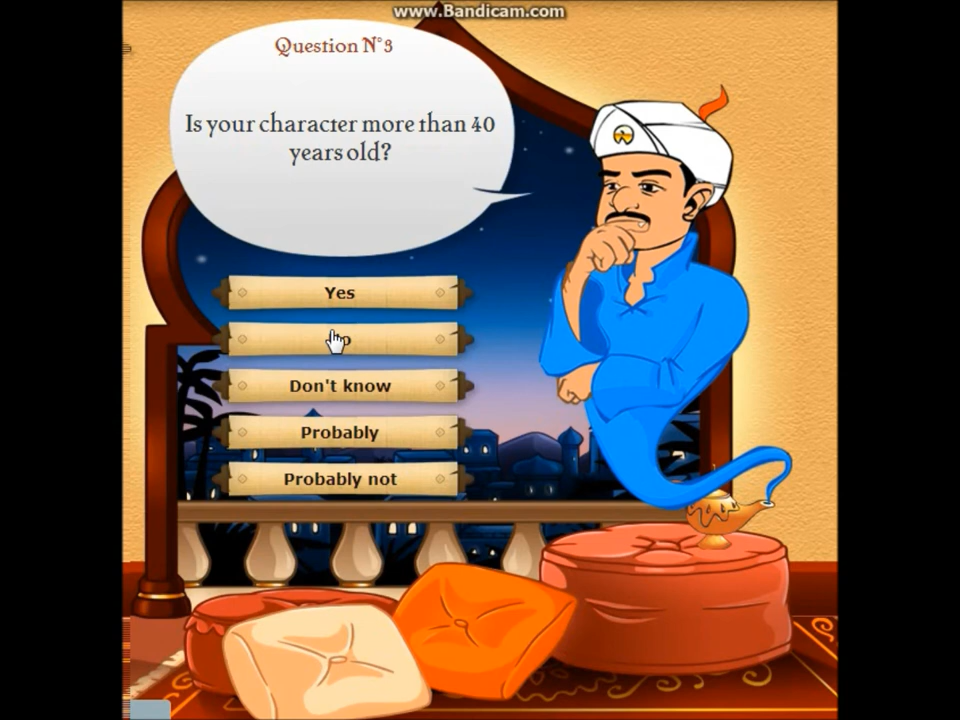 www.Bandicam.com
Question N°3
Is your character more than 40
years old?
Yes
Don't know
Probably
Probably not